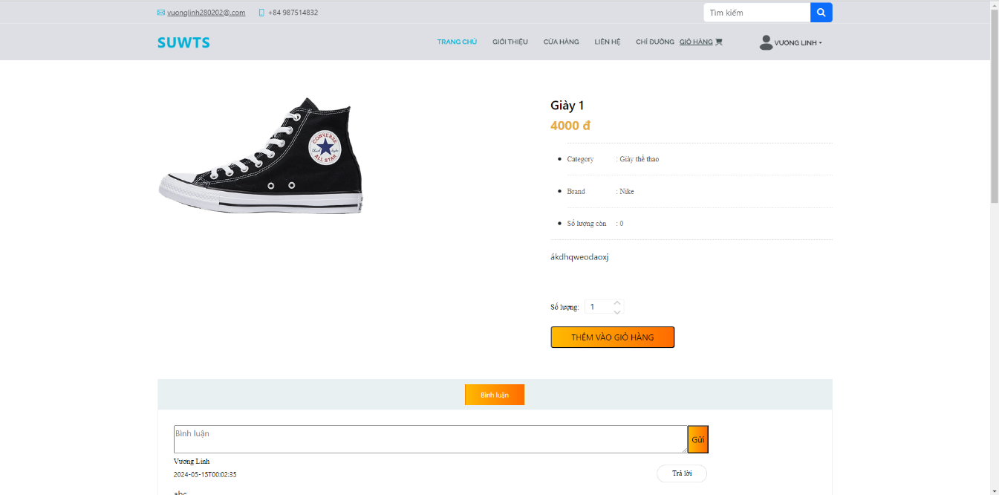 vuonglinh280202@.com +84 987514832 Tìm kiếm
SUWTS TRANG CHỦ GIỚI THIỆU CỬA HÀNG LIÊN HỆ CHỈ ĐƯỜNG GIỎ HÀNG VƯƠNG LINH
CONVERSE
ALL STAR
Giày 1
4000 đ
Category : Giày thể thao
Brand : Nike
Số lượng còn : 0
ákdhqweodaoxj
Số lượng: 1
THÊM VÀO GIỎ HÀNG
Bình luận
Bình luận
Gửi
Vương Linh
2024-05-15T00:02:35
Trả lời
abc